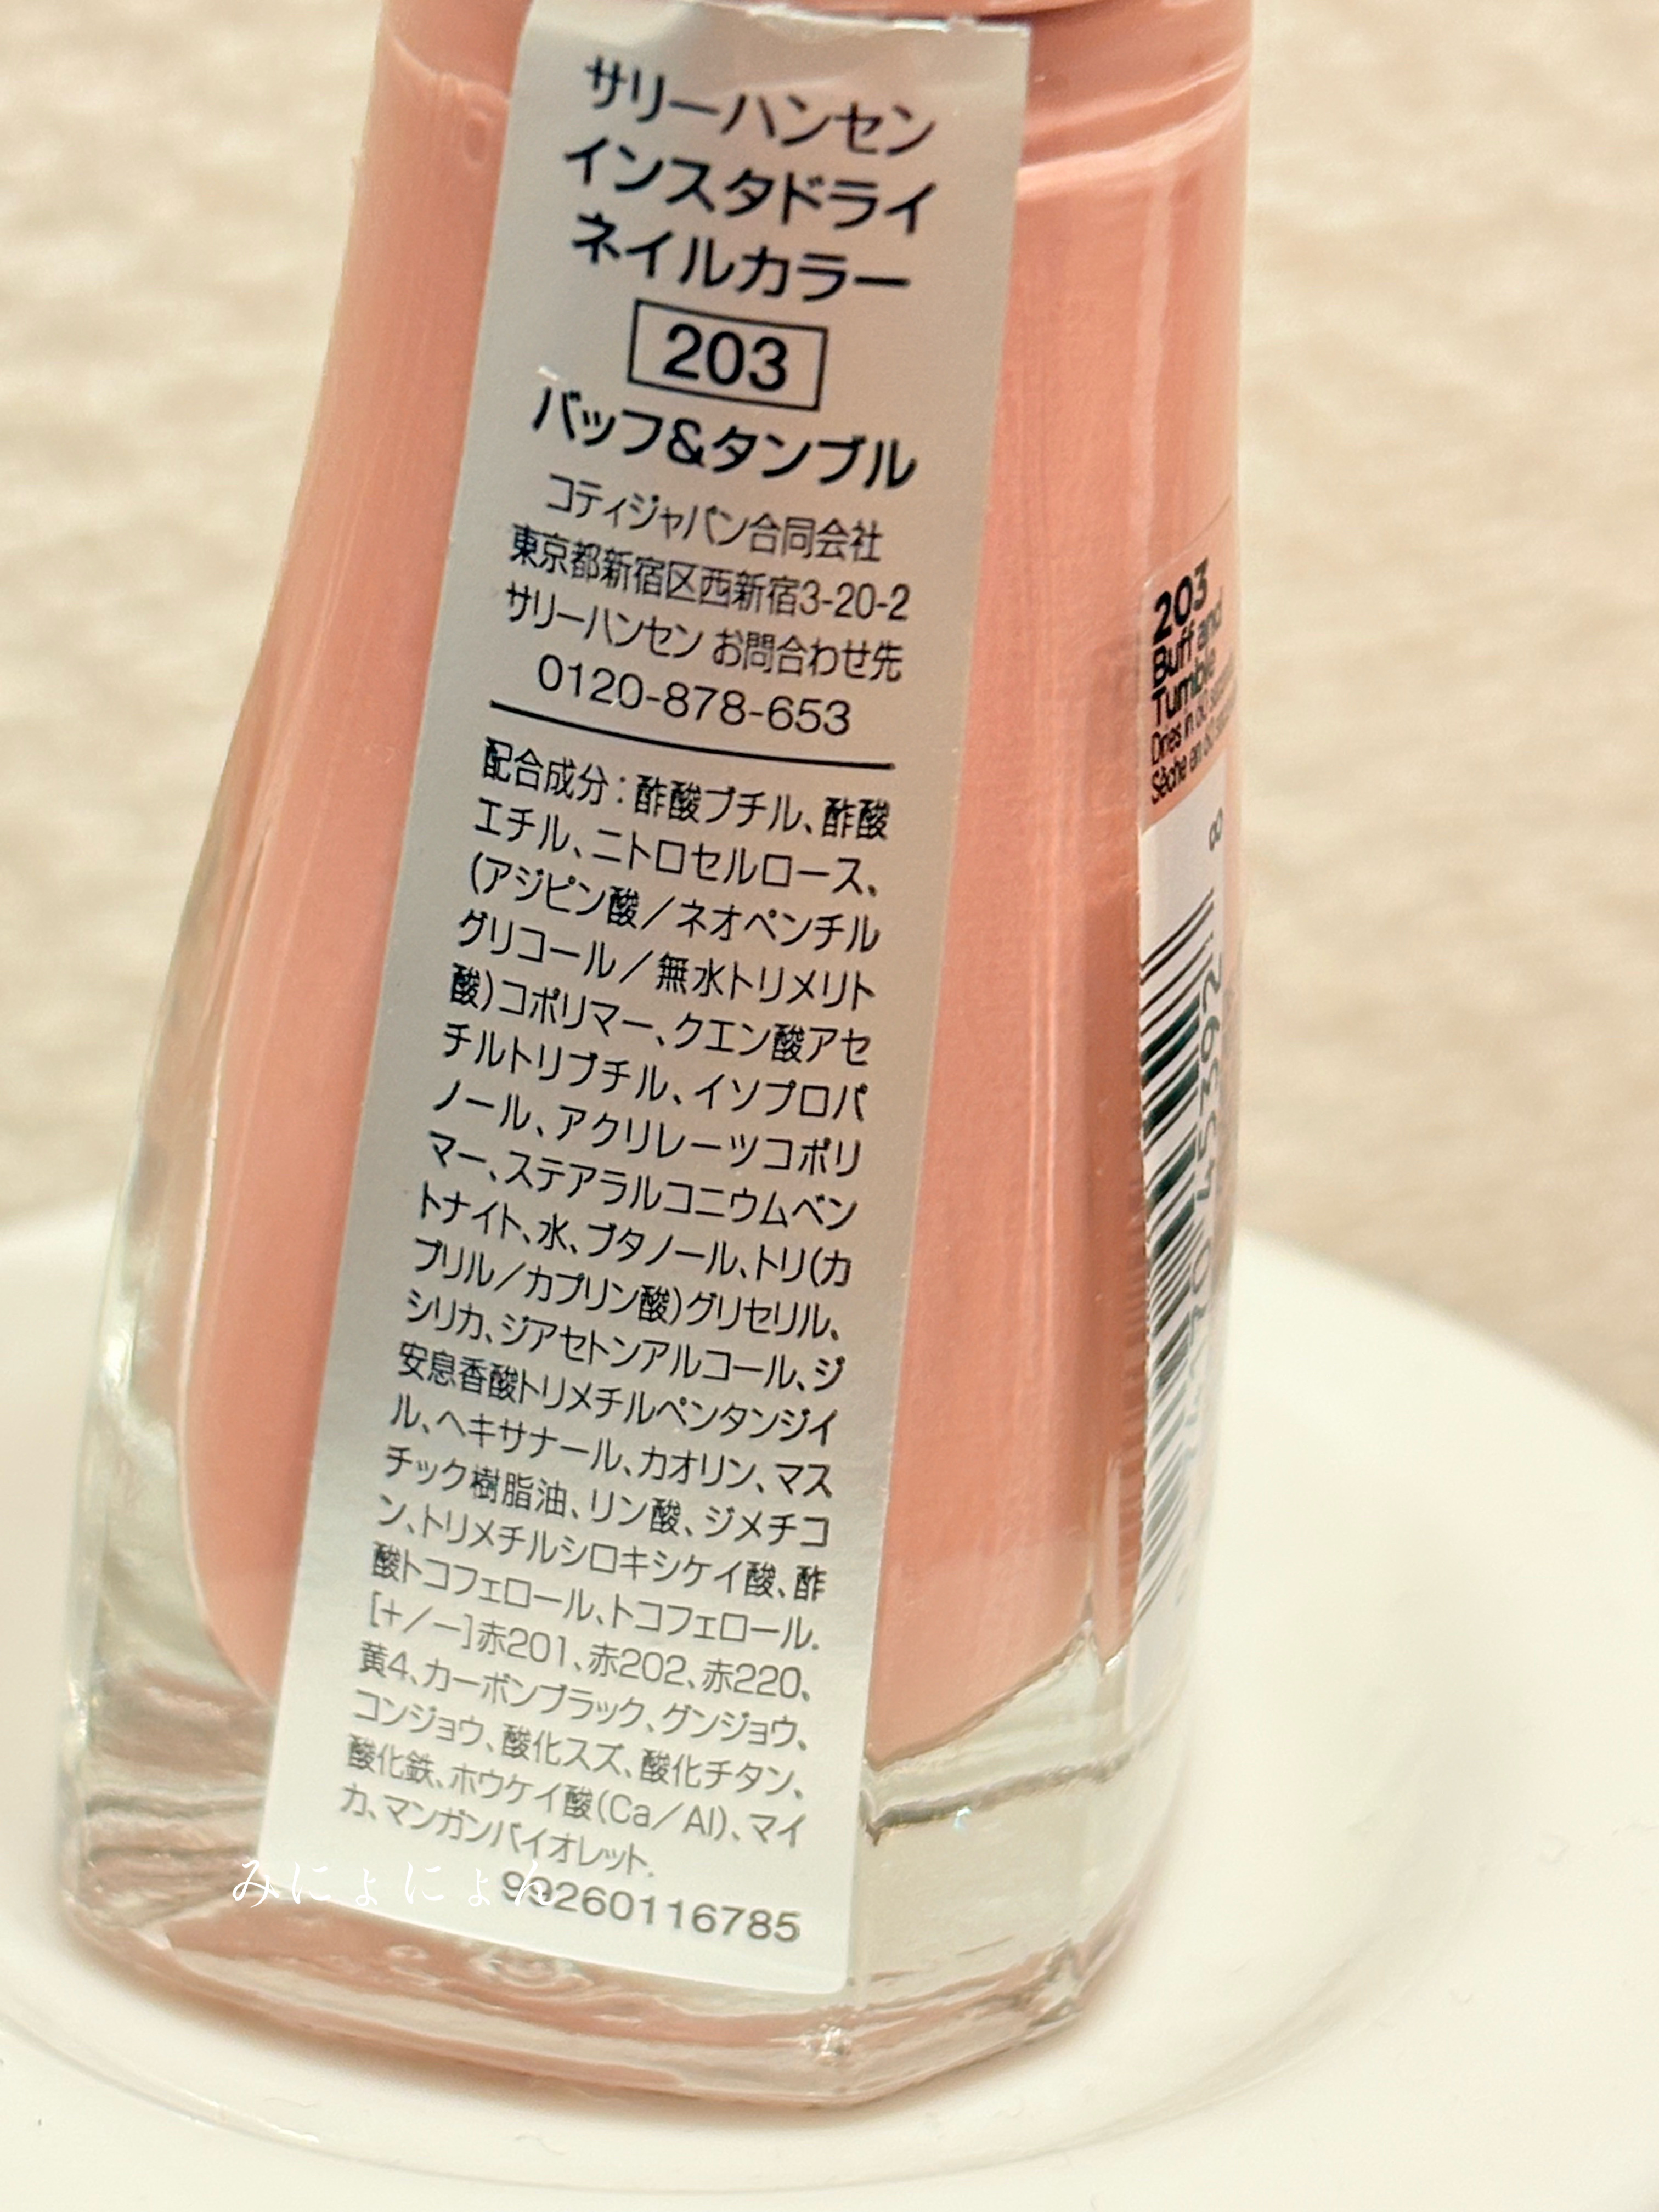 サリーハンセン
インスタドライ
ネイルカラー
203
バッフ&タンブル
コティジャパン合同会社
東京都新宿区西新宿3-20-2
サリーハンセン お問合わせ先
0120-878-653
配合成分:酢酸ブチル、酢酸
エチル、ニトロセルロース、
(アジピン酸/ネオペンチル
グリコール/無水トリメリト
酸)コポリマー、クエン酸アセ
チルトリブチル、イソプロパ
ノール、アクリレーツコポリ
マー、ステアラルコニウムベン
トナイト、水、ブタノール、トリ(カ
プリル/カプリン酸)グリセリル、
シリカ、ジアセトンアルコール、ジ
安息香酸トリメチルペンタンジイ
ル、ヘキサナール、カオリン、マス
チック樹脂油、リン酸、ジメチコ
ン、トリメチルシロキシケイ酸、酢
酸トコフェロール、トコフェロール.
[+/-]赤201、赤202、赤220、
黄4、カーボンブラック、グンジョウ、
コンジョウ、酸化スズ、酸化チタン、
酸化鉄、ホウケイ酸(Ca/Al)、マイ
カ、マンガンバイオレット.
99260116785
みにょにょん
203
Buff and
Tumble
Dries in 60
Sèche en 60